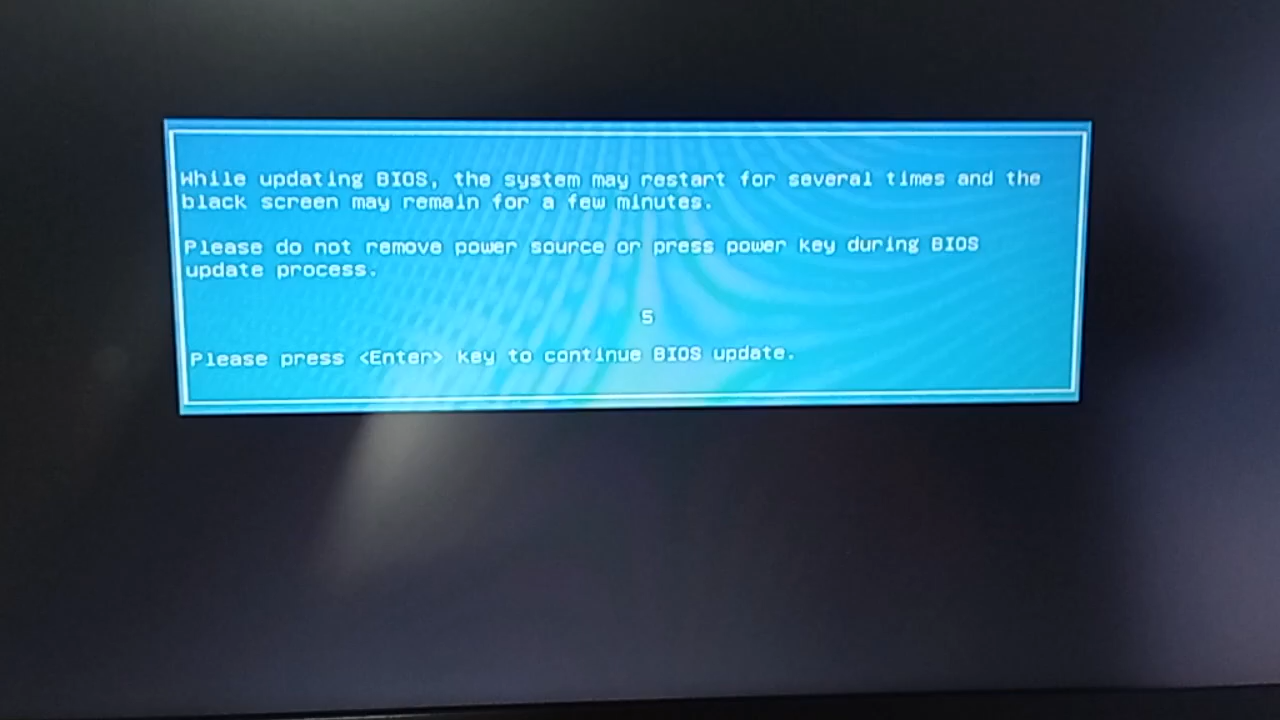 While updating BIOS, the system may restart for several times and the
black screen may remain for a few minutes.
Please do not remove power source or press power key during BIOS
update process.
5
Please press <Enter> key to continue BIOS update.